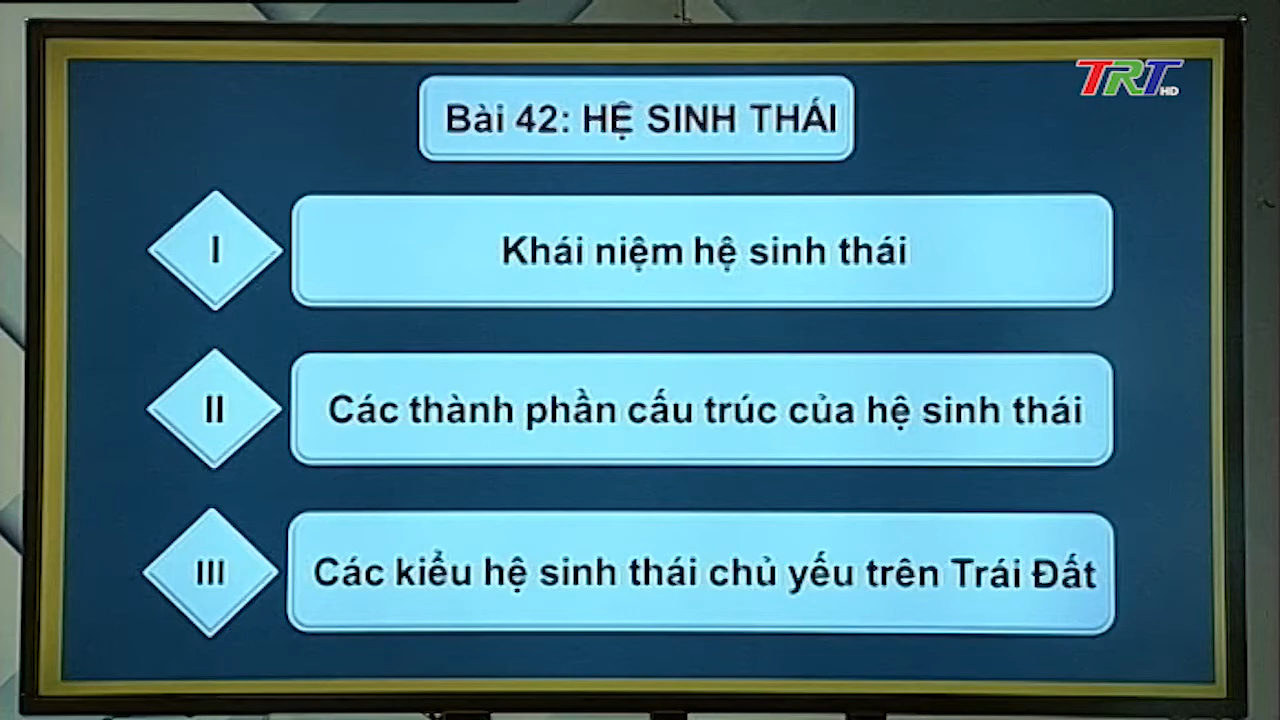 TRT HD
Bài 42: HỆ SINH THÁI
I
Khái niệm hệ sinh thái
II
Các thành phần cấu trúc của hệ sinh thái
III
Các kiểu hệ sinh thái chủ yếu trên Trái Đất